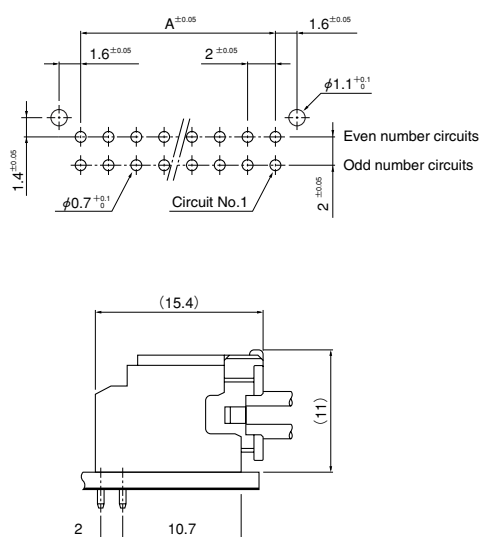 A±0.05
1.6±0.05
1.6±0.05
2±0.05
φ1.1+0.1 0
1.4±0.05
Even number circuits
Odd number circuits
φ0.7+0.1 0
Circuit No.1
2±0.05
(15.4)
(11)
2
10.7